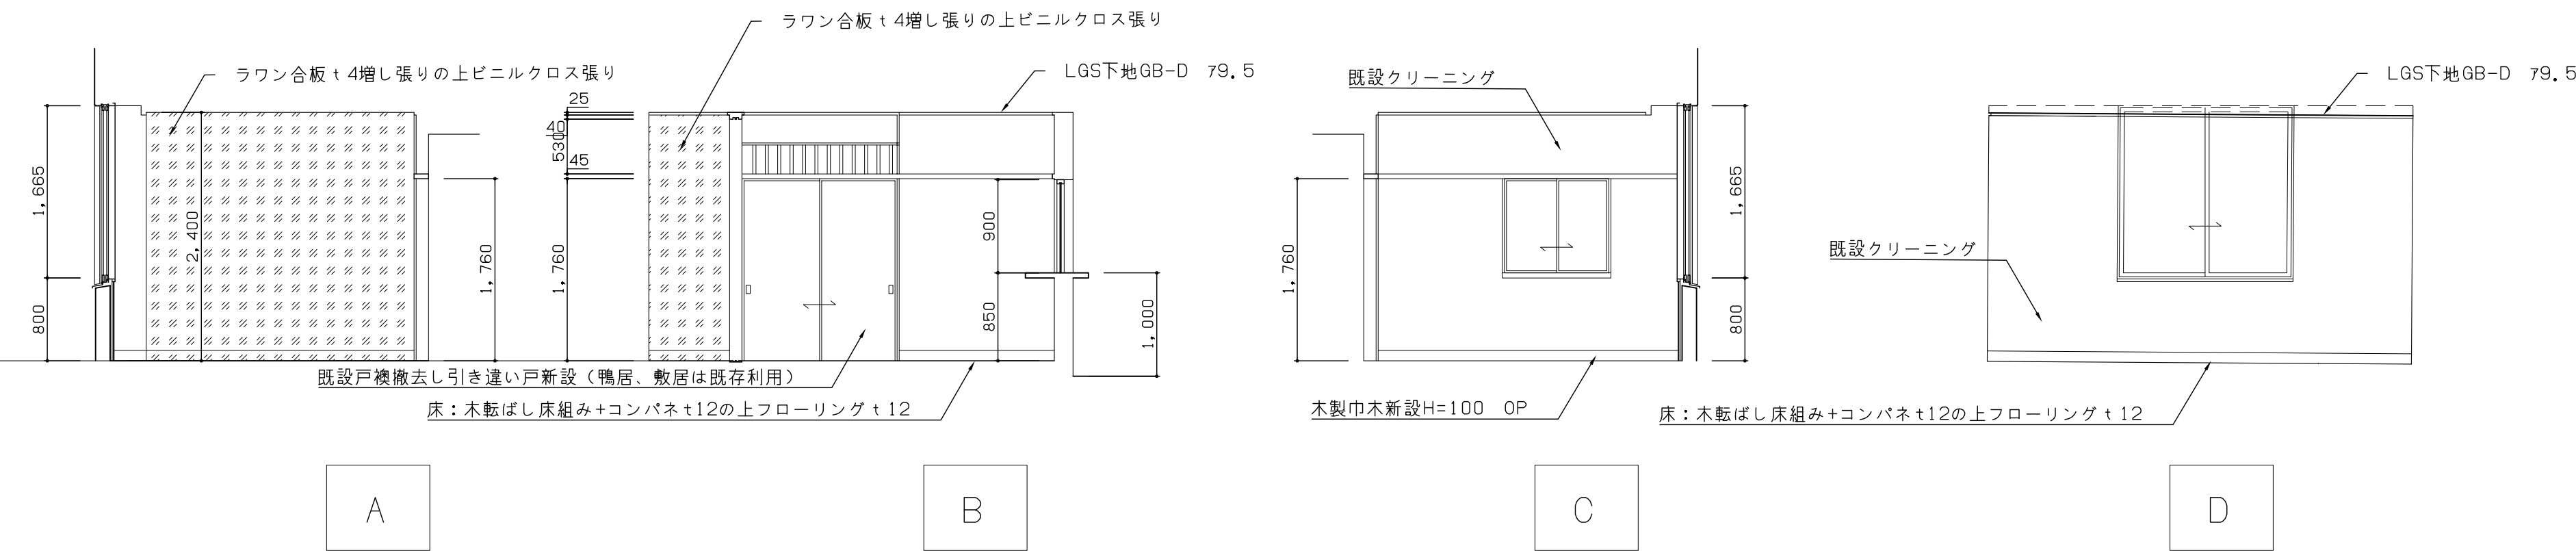 ラワン合板ｔ4増し張りの上ビニルクロス張り
ラワン合板ｔ4増し張りの上ビニルクロス張り
LGS下地GB-D　ｱ9.5
既設クリーニング
LGS下地GB-D　ｱ9.5
25
40
530
45
1,665
800
2,400
1,760
1,760
900
850
1,000
1,760
1,665
800
既設クリーニング
既設戸襖撤去し引き違い戸新設（鴨居、敷居は既存利用）
床：木転ばし床組み+コンパネt12の上フローリングｔ12
木製巾木新設H=100　OP
床：木転ばし床組み+コンパネt12の上フローリングｔ12
A
B
C
D